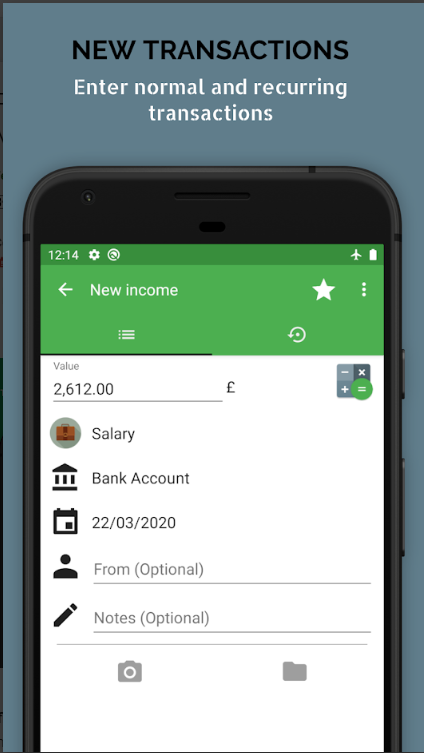 NEW TRANSACTIONS
Enter normal and recurring
transactions
12:14
New income
Value
2,612.00 £
Salary
Bank Account
22/03/2020
From (Optional)
Notes (Optional)